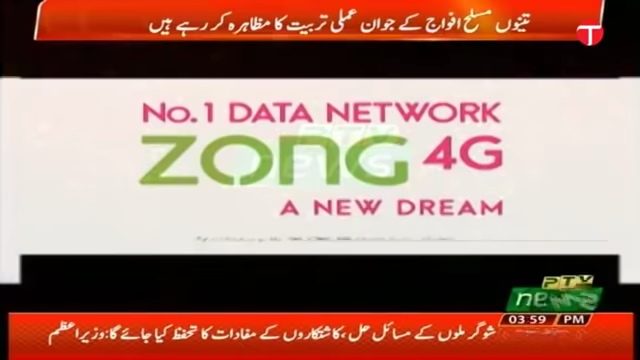 تینوں مسلح افواج کے جوان عملی تربیت کا مظاہرہ کر رہے ہیں
T
No.1 DATA NETWORK
PTV
news
ZONG 4G
A NEW DREAM
PTV
news
03:59 PM
شوگر ملوں کے مسائل حل، کاشتکاروں کے مفادات کا تحفظ کیا جائے گا: وزیراعظم